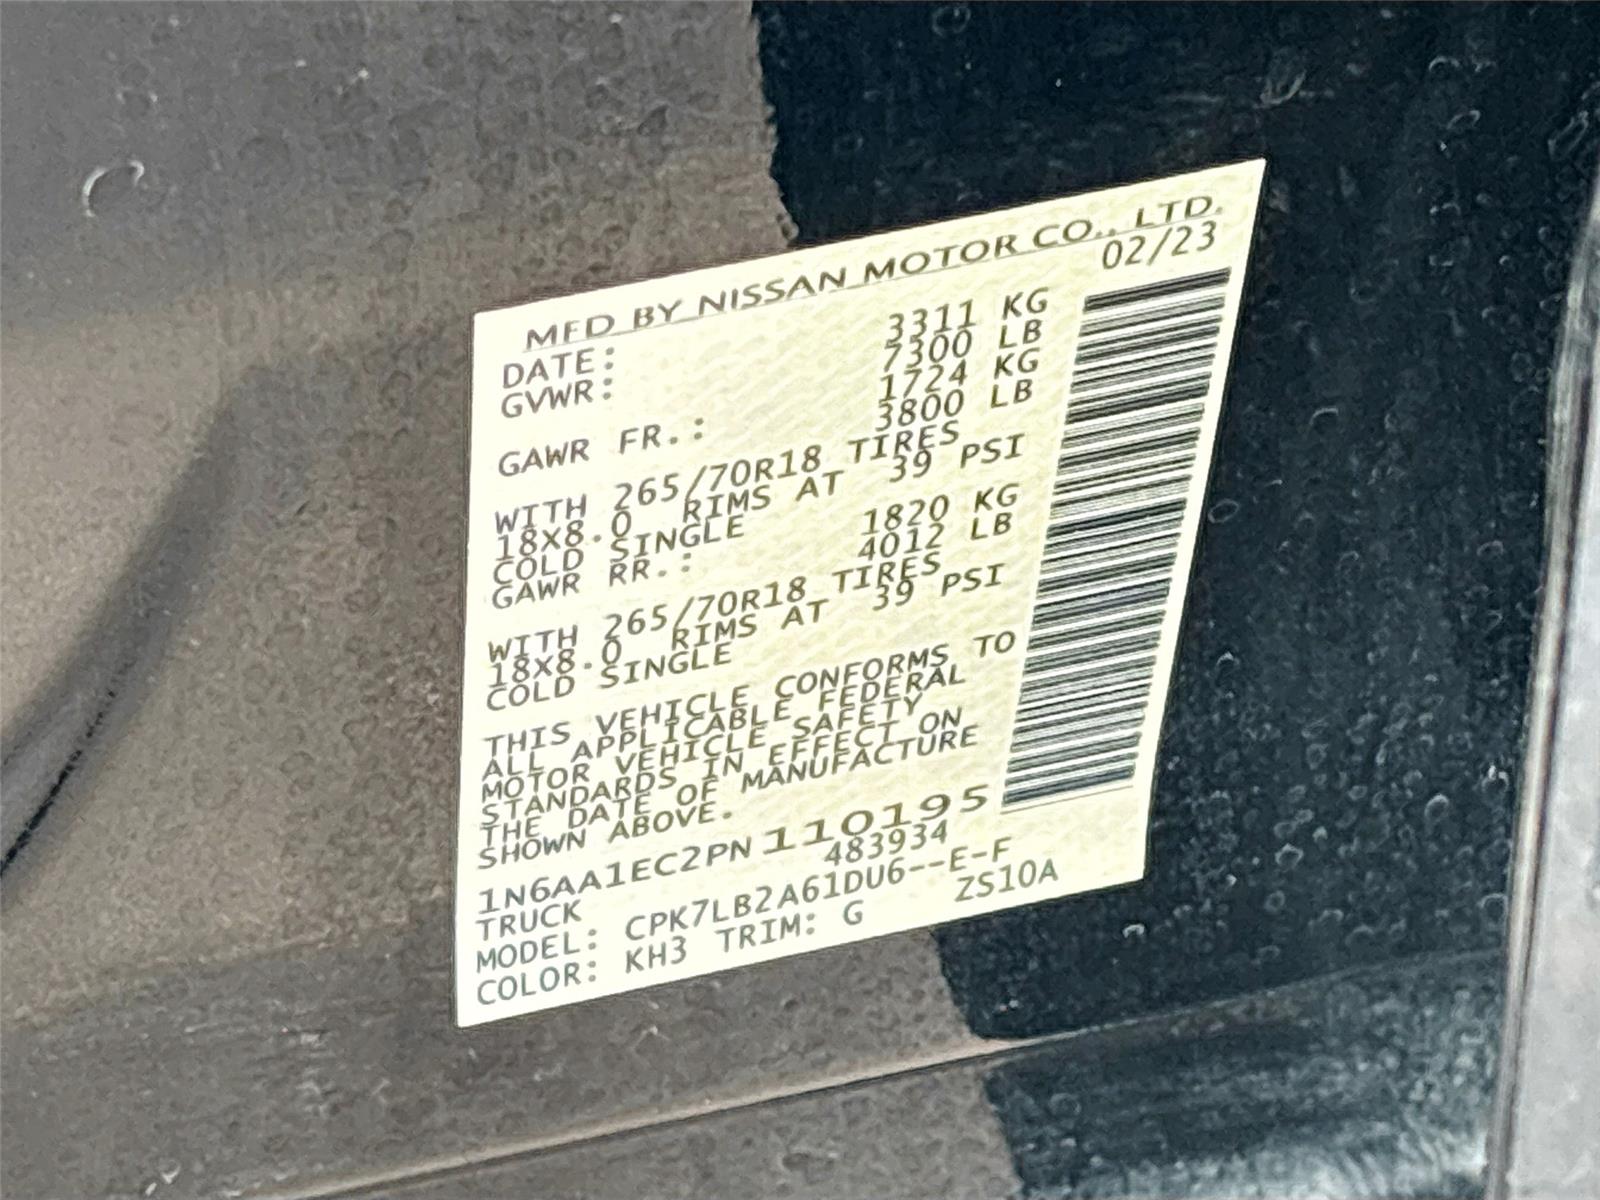 MFD BY NISSAN MOTOR CO., LTD.
DATE: 02/23
GVWR: 3311 KG
7300 LB
GAWR FR.: 1724 KG
3800 LB
WITH 265/70R18 TIRES
18x8.0 RIMS AT 39 PSI
COLD SINGLE
GAWR RR.: 1820 KG
4012 LB
WITH 265/70R18 TIRES
18x8.0 RIMS AT 39 PSI
COLD SINGLE
THIS VEHICLE CONFORMS TO
ALL APPLICABLE FEDERAL
MOTOR VEHICLE SAFETY
STANDARDS IN EFFECT ON
THE DATE OF MANUFACTURE
SHOWN ABOVE.
1N6AA1EC2PN110195
TRUCK 483934
MODEL: CPK7LB2A61DU6--E-F
COLOR: KH3 TRIM: G ZS10A